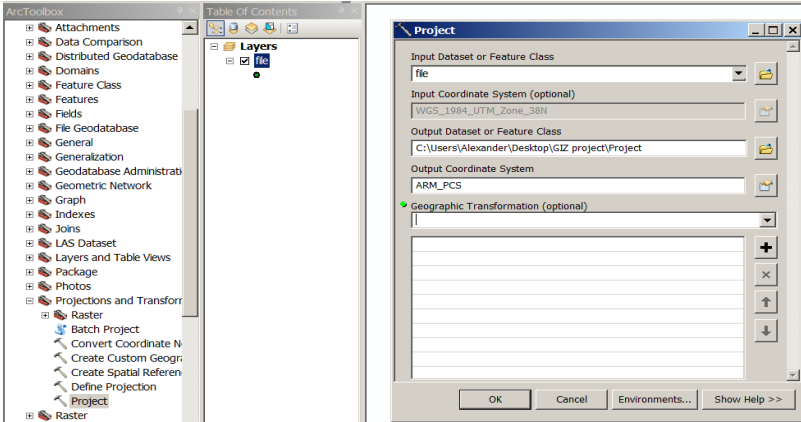 ArcToolbox
Attachments
Data Comparison
Distributed Geodatabase
Domains
Feature Class
Features
Fields
File Geodatabase
General
Generalization
Geodatabase Administrati
Geometric Network
Graph
Indexes
Joins
LAS Dataset
Layers and Table Views
Package
Photos
Projections and Transforr
Raster
Batch Project
Convert Coordinate N
Create Custom Geogra
Create Spatial Referen
Define Projection
Project
Raster
Table Of Contents
Layers
file
Project
Input Dataset or Feature Class
file
Input Coordinate System (optional)
WGS_1984_UTM_Zone_38N
Output Dataset or Feature Class
C:\Users\Alexander\Desktop\GIZ project\Project
Output Coordinate System
ARM_PCS
Geographic Transformation (optional)
OK
Cancel
Environments...
Show Help >>